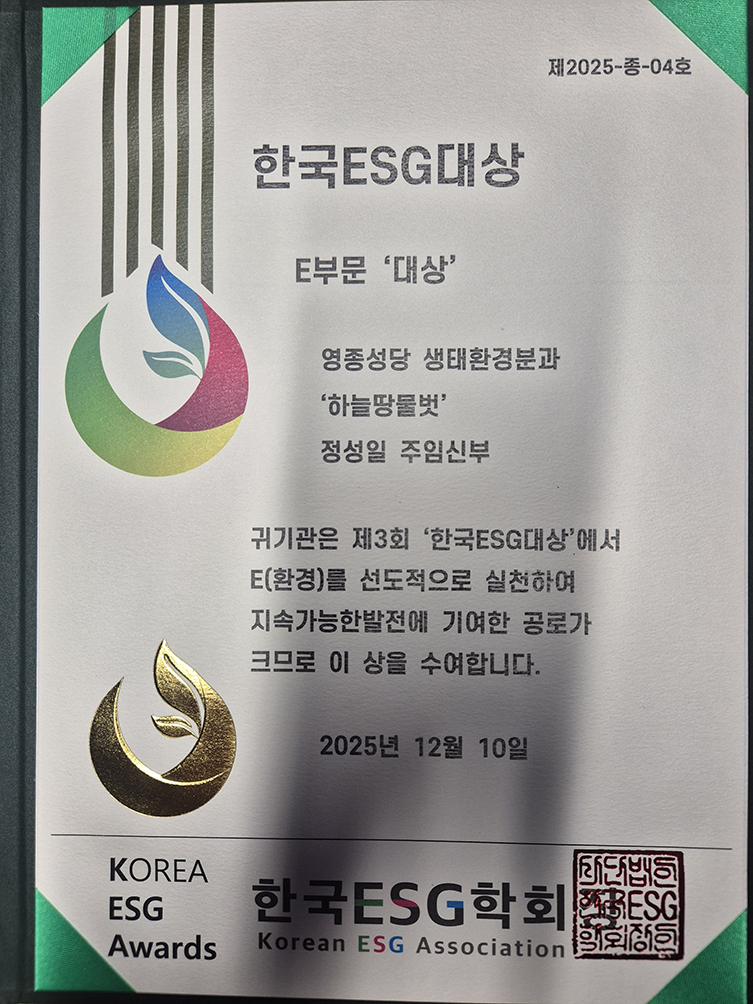 제2025-종-04호
한국ESG대상
E부문 ‘대상’
영종성당 생태환경분과
‘하늘땅물벗’
정성일 주임신부
귀기관은 제3회 ‘한국ESG대상’에서
E(환경)를 선도적으로 실천하여
지속가능한발전에 기여한 공로가
크므로 이 상을 수여합니다.
2025년 12월 10일
KOREA
ESG
Awards
한국ESG학회
Korean ESG Association